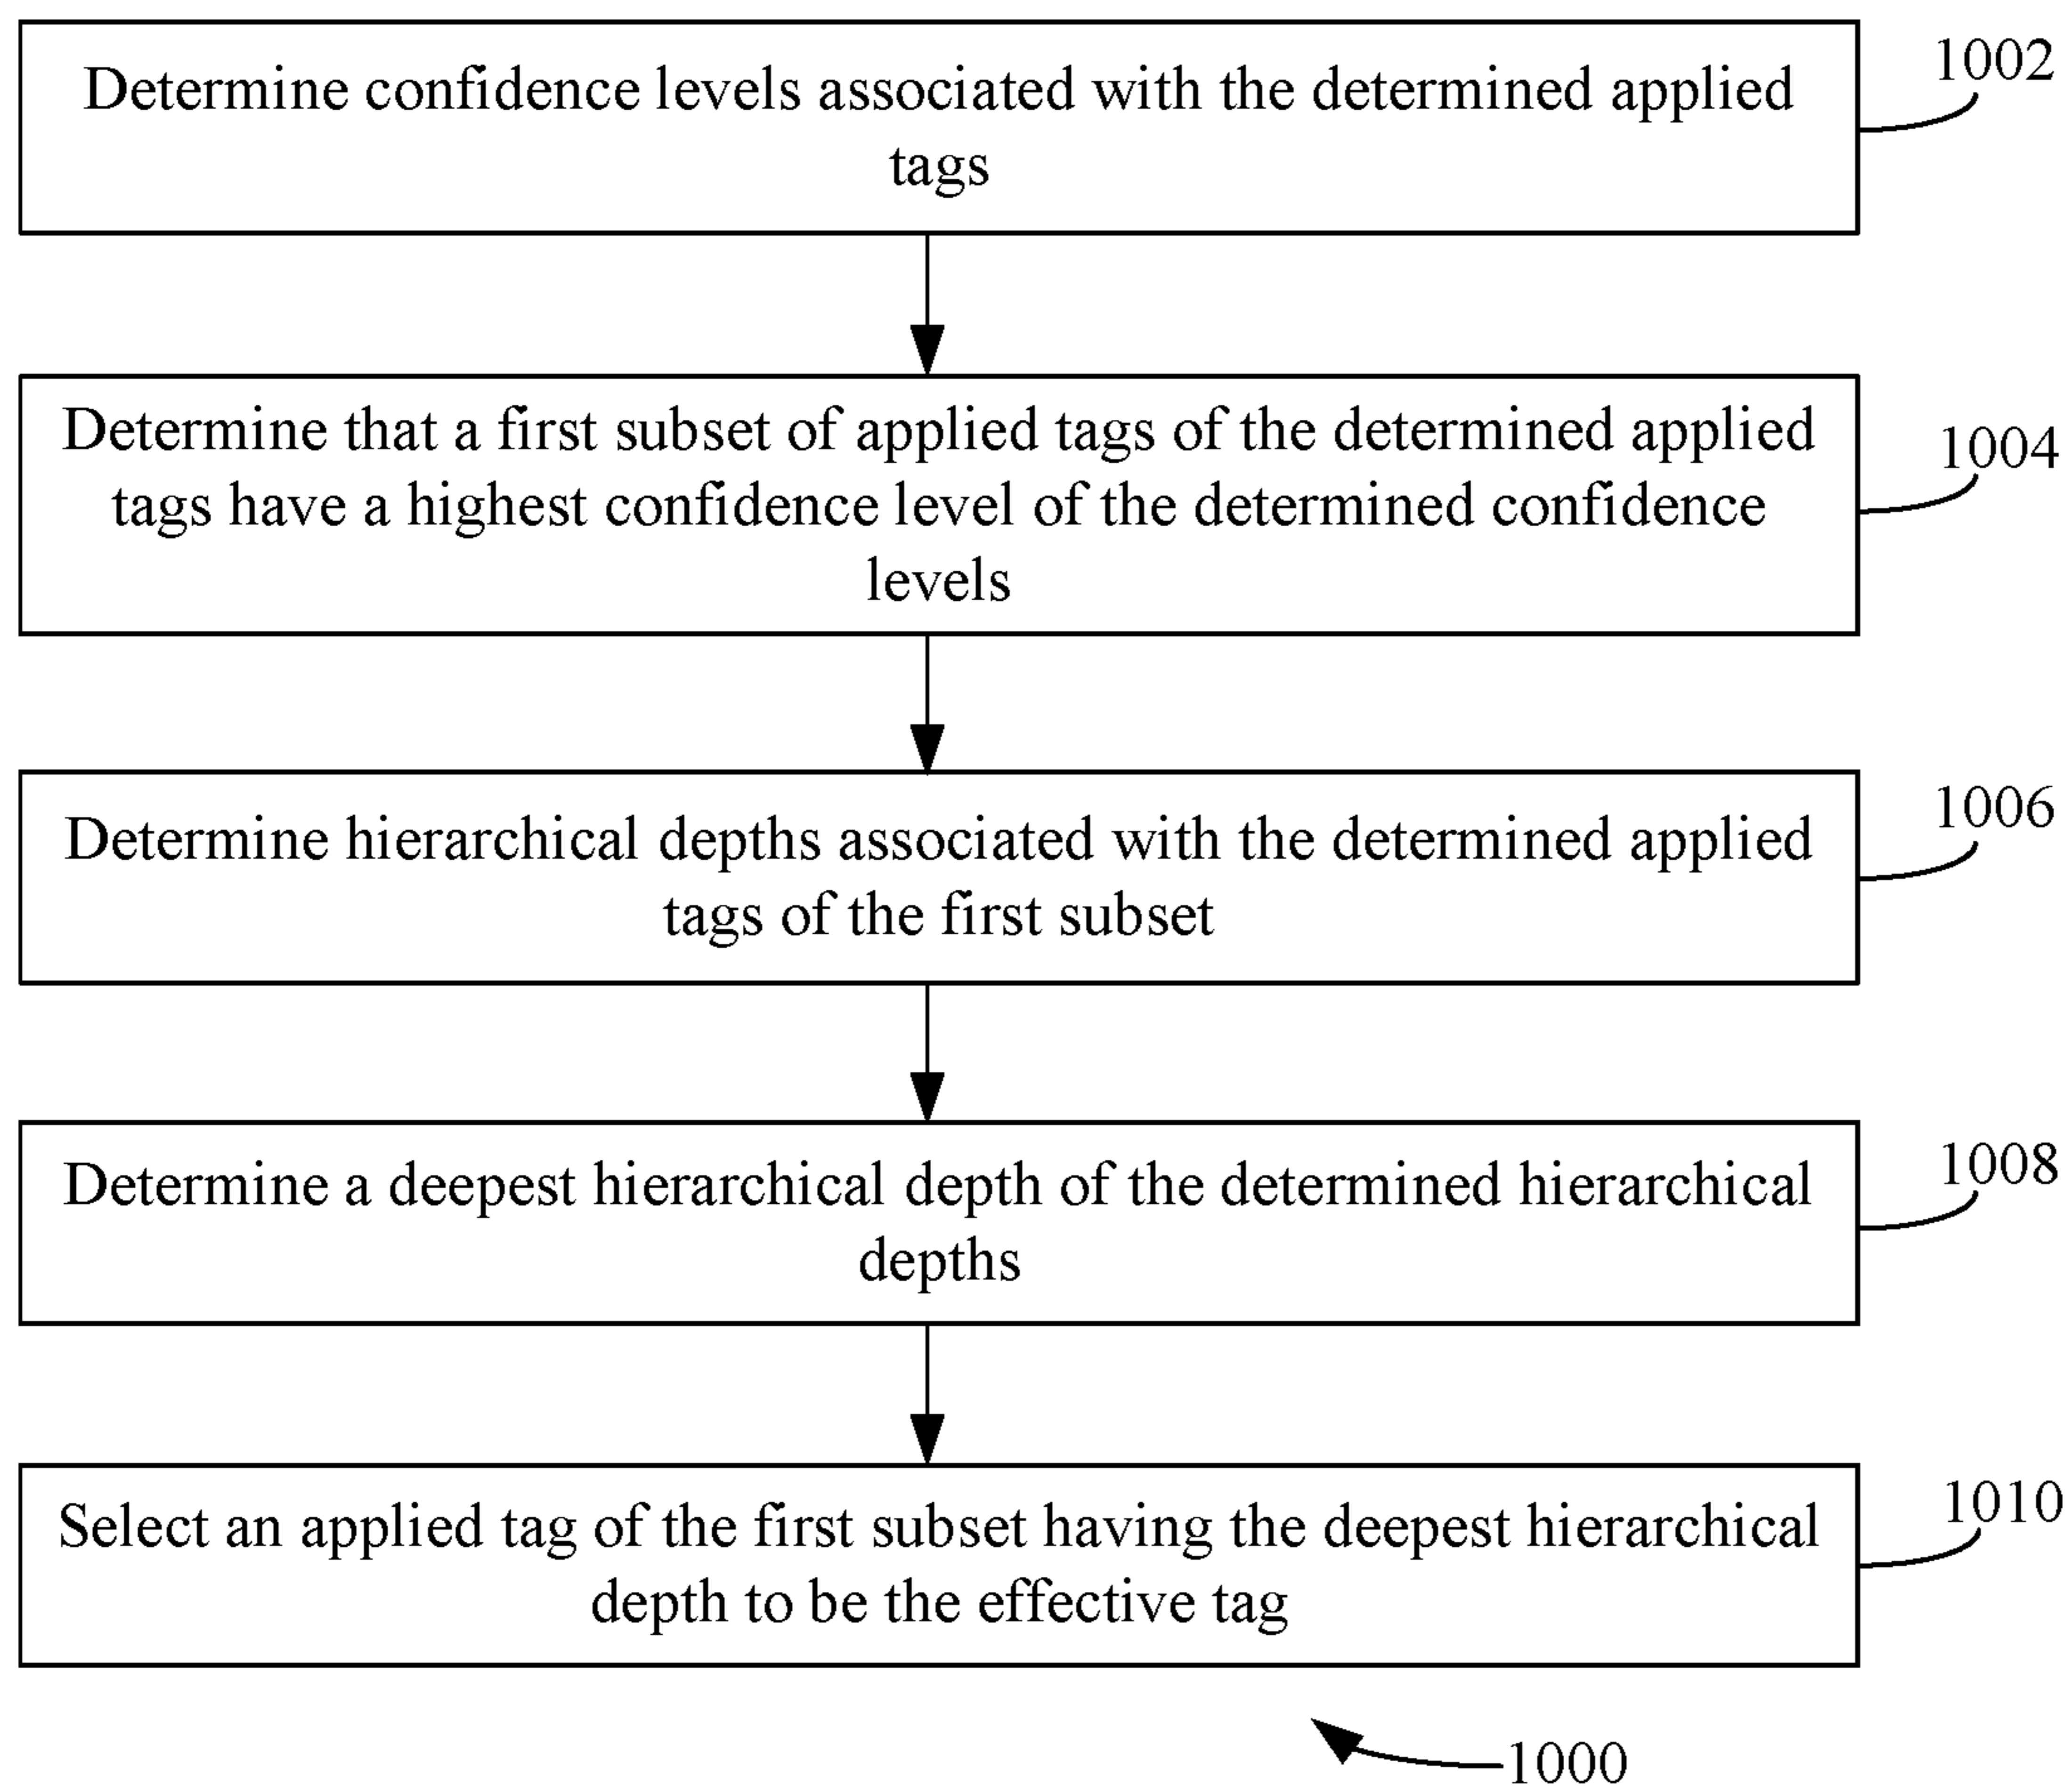 Determine confidence levels associated with the determined applied
tags
1002
Determine that a first subset of applied tags of the determined applied
tags have a highest confidence level of the determined confidence
levels
1004
Determine hierarchical depths associated with the determined applied
tags of the first subset
1006
Determine a deepest hierarchical depth of the determined hierarchical
depths
1008
Select an applied tag of the first subset having the deepest hierarchical
depth to be the effective tag
1010
1000